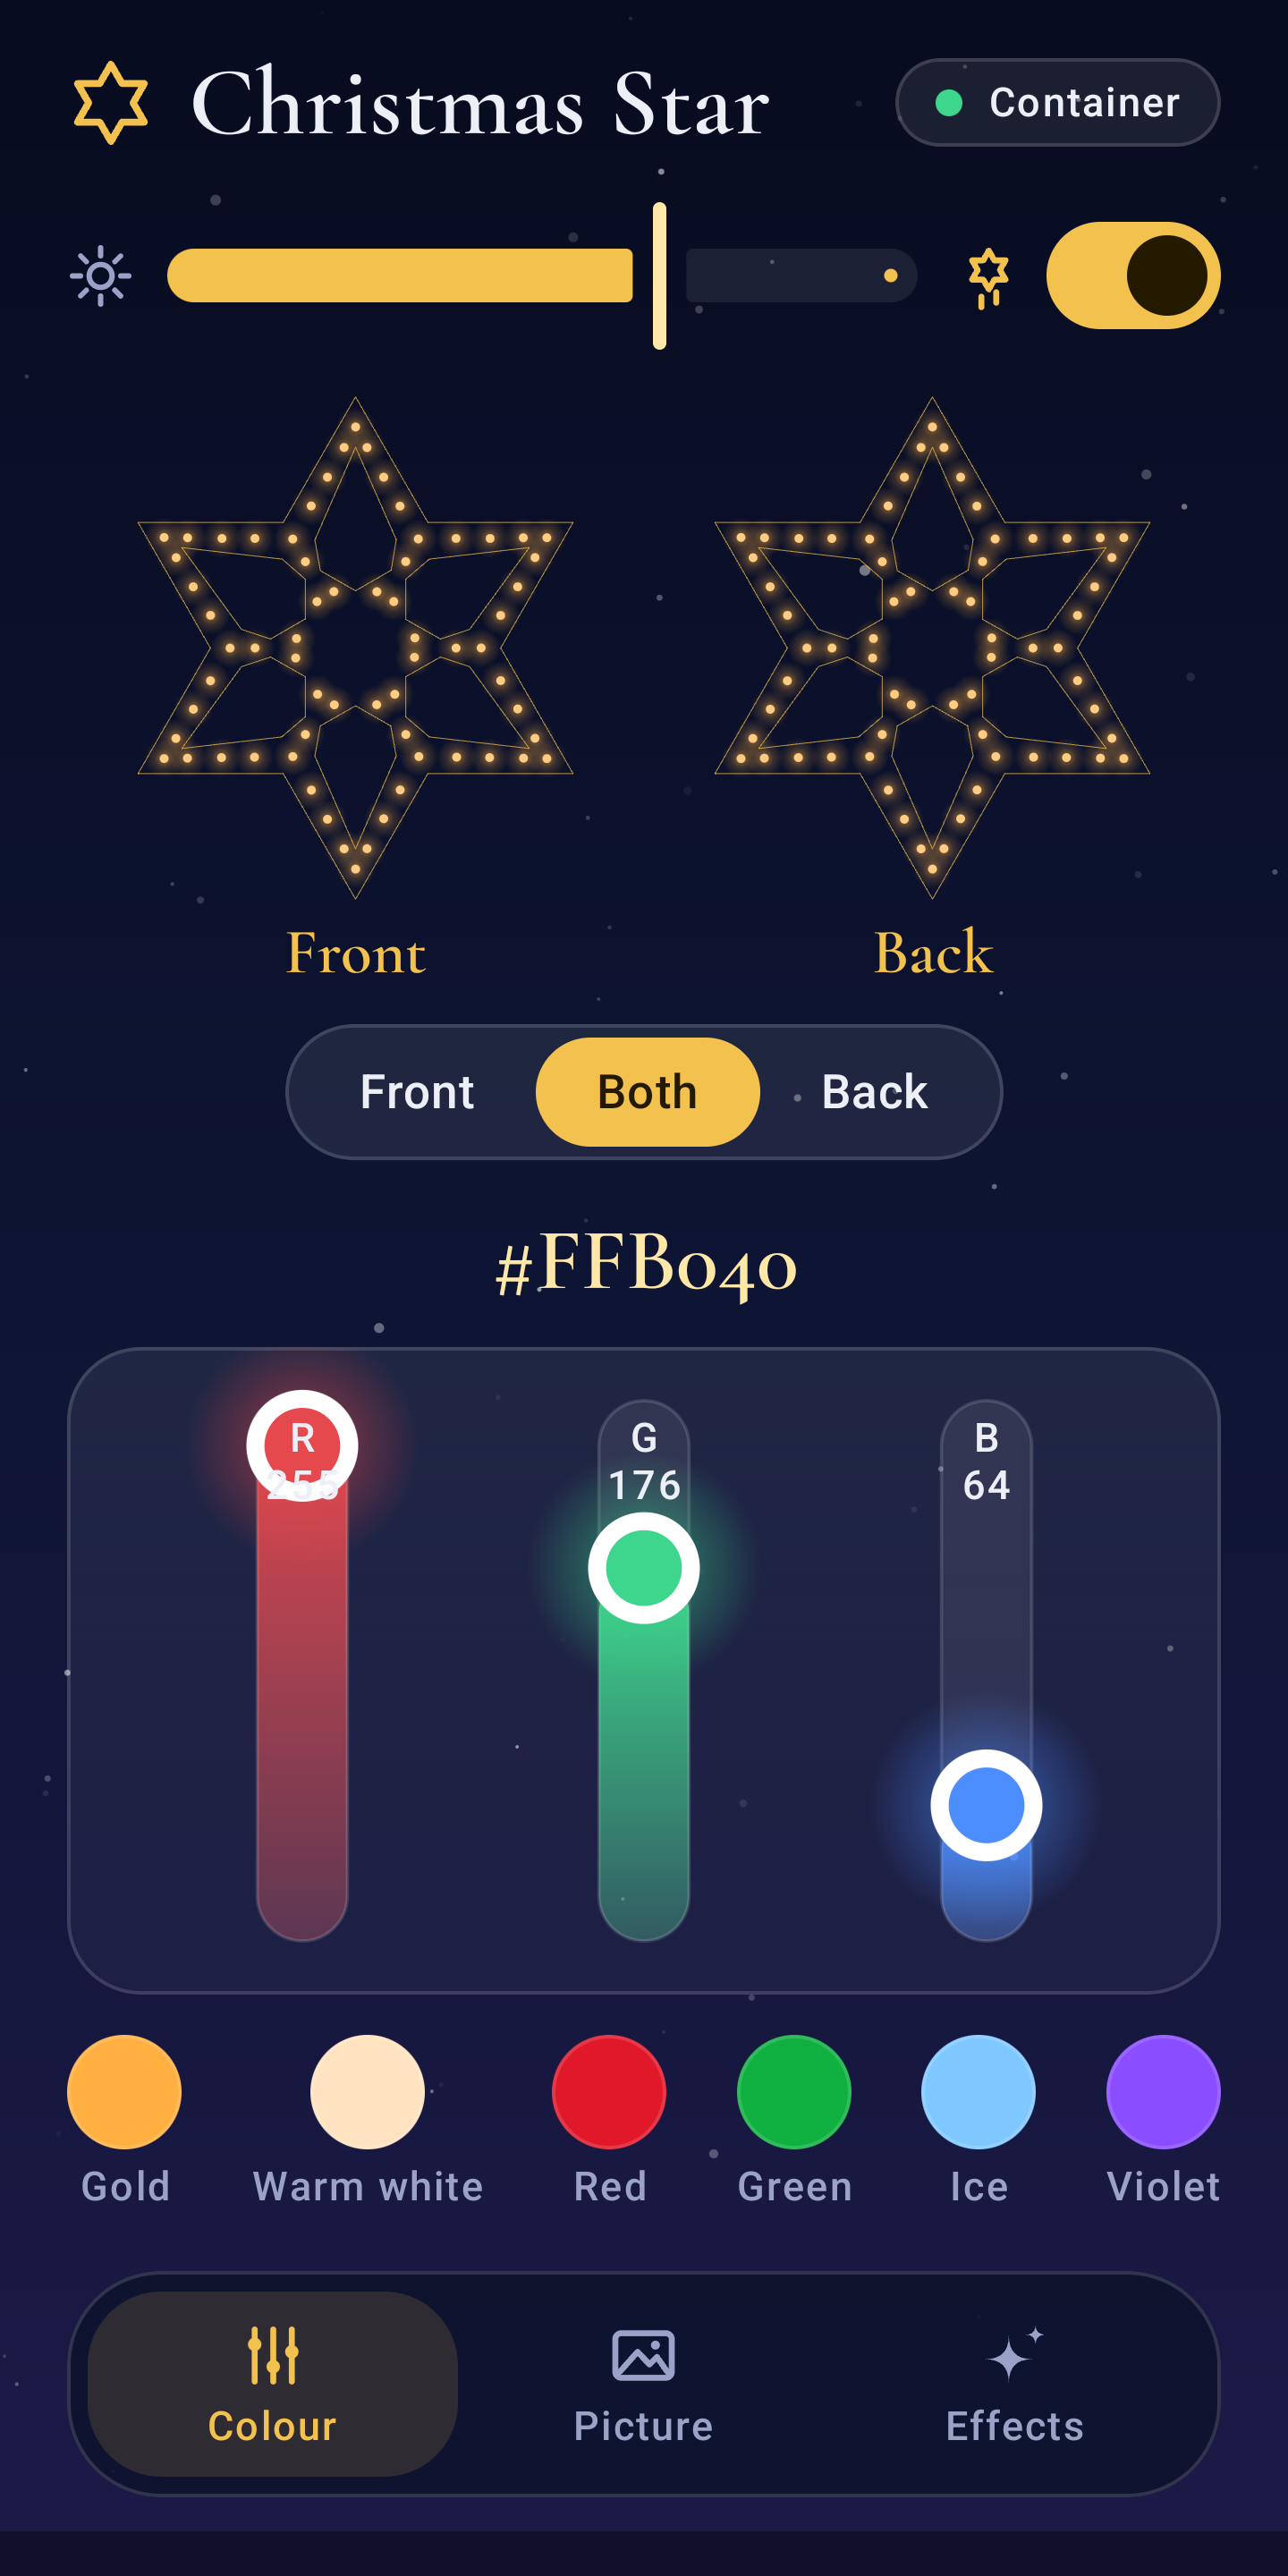 Christmas Star
Container
Front
Back
Front
Both
Back
#FFB040
R
255
G
176
B
64
Gold
Warm white
Red
Green
Ice
Violet
Colour
Picture
Effects